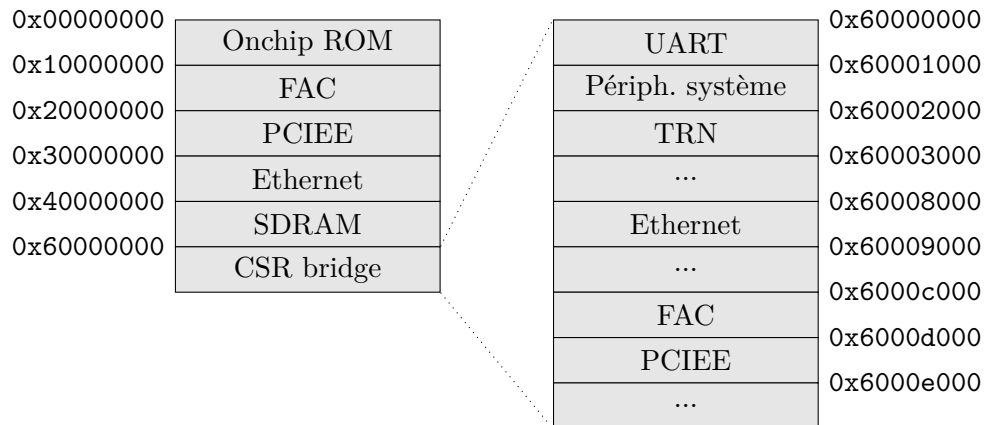 0x00000000
Onchip ROM
0x10000000
FAC
0x20000000
PCIEE
0x30000000
Ethernet
0x40000000
SDRAM
0x60000000
CSR bridge
0x60000000
UART
0x60001000
Périph. système
0x60002000
TRN
0x60003000
...
0x60008000
Ethernet
0x60009000
...
0x6000c000
FAC
0x6000d000
PCIEE
0x6000e000
...